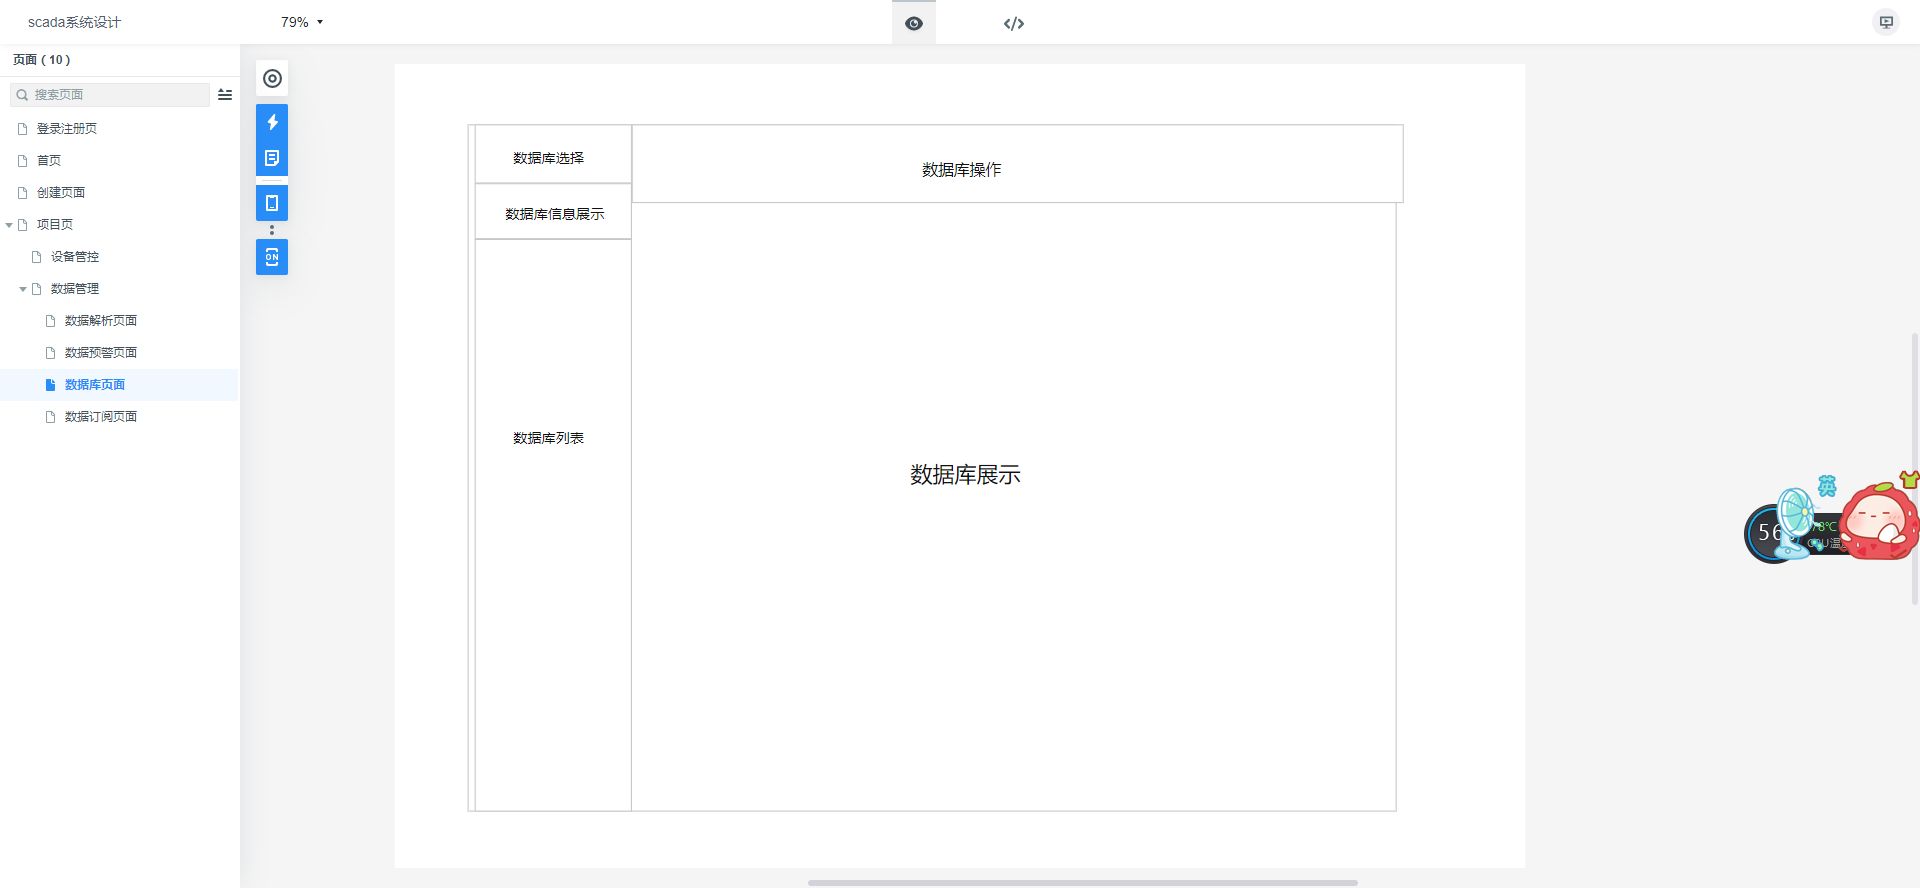 scada系统设计
79%
页面（10）
搜索页面
登录注册页
首页
创建页面
项目页
设备管控
数据管理
数据解析页面
数据预警页面
数据库页面
数据订阅页面
ON
数据库选择
数据库操作
数据库信息展示
数据库列表
数据库展示
英
56
78℃